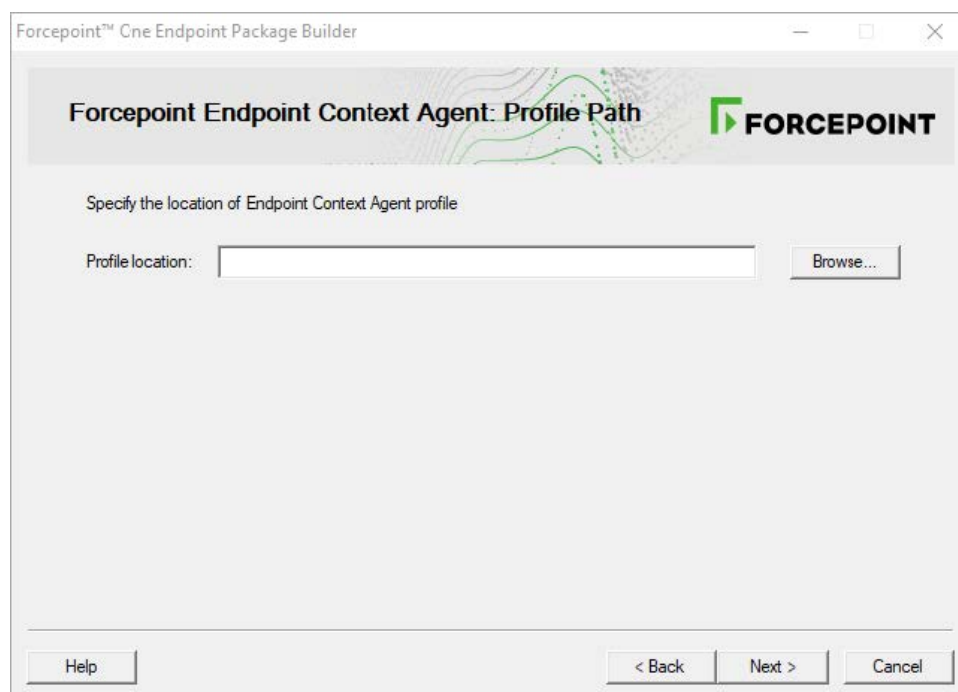 Forcepoint™ Cne Endpoint Package Builder
Forcepoint Endpoint Context Agent: Profile Path
FORCEPOINT
Specify the location of Endpoint Context Agent profile
Profile location:
Browse...
Help
< Back
Next >
Cancel